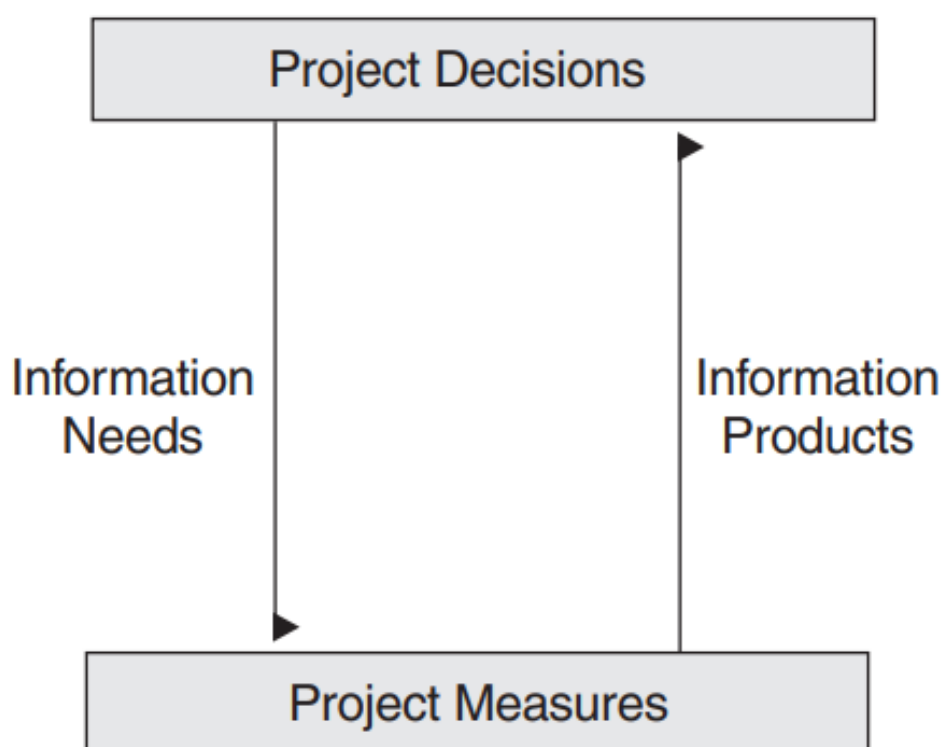 Project Decisions
Information
Needs
Information
Products
Project Measures